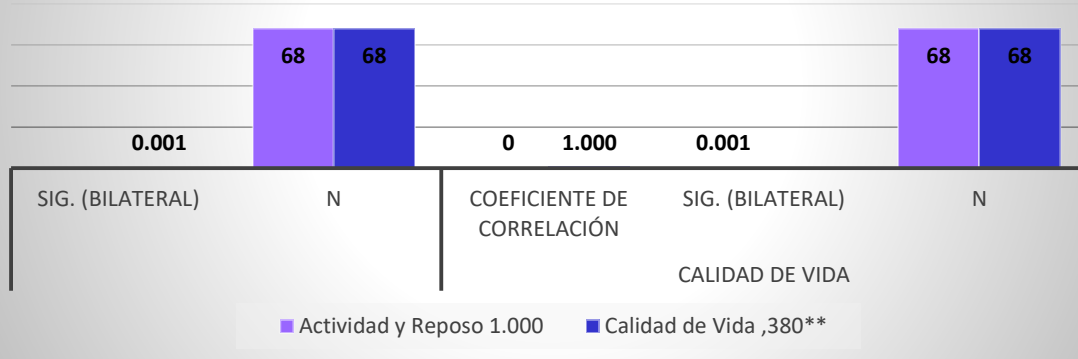 68 68 68 68
0.001 0 1.000 0.001
SIG. (BILATERAL) N COEFICIENTE DE SIG. (BILATERAL) N
CORRELACIÓN
CALIDAD DE VIDA
Actividad y Reposo 1.000 Calidad de Vida ,380**